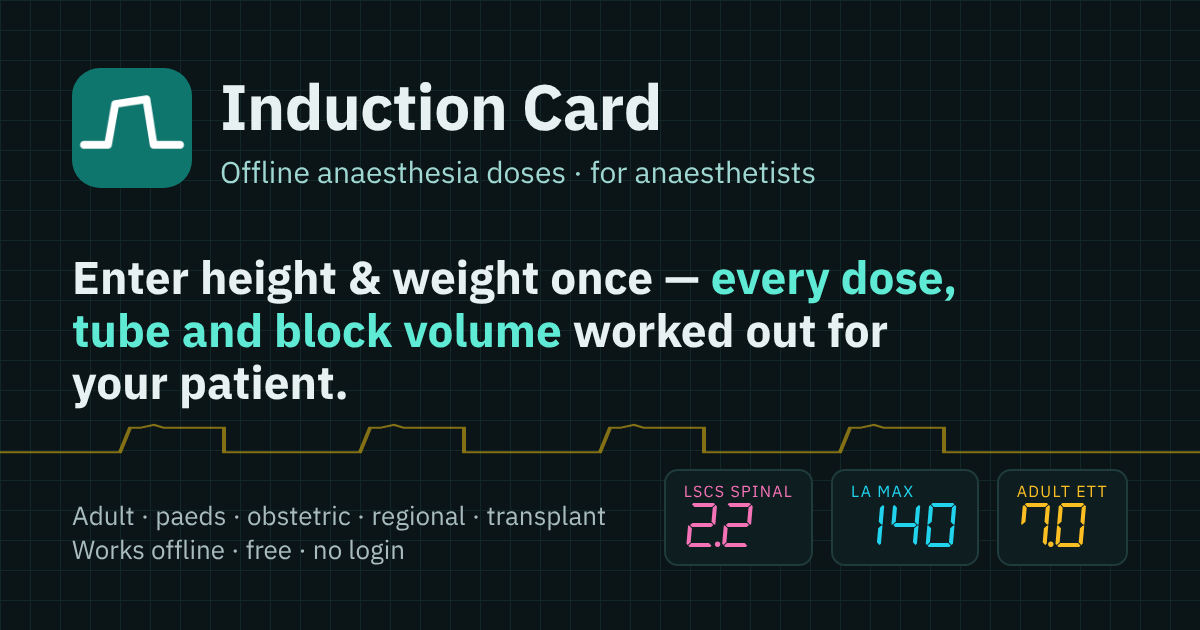 Induction Card
Offline anaesthesia doses · for anaesthetists
Enter height & weight once — every dose,
tube and block volume worked out for
your patient.
LSCS SPINAL
2.2
LA MAX
140
ADULT ETT
7.0
Adult · paeds · obstetric · regional · transplant
Works offline · free · no login